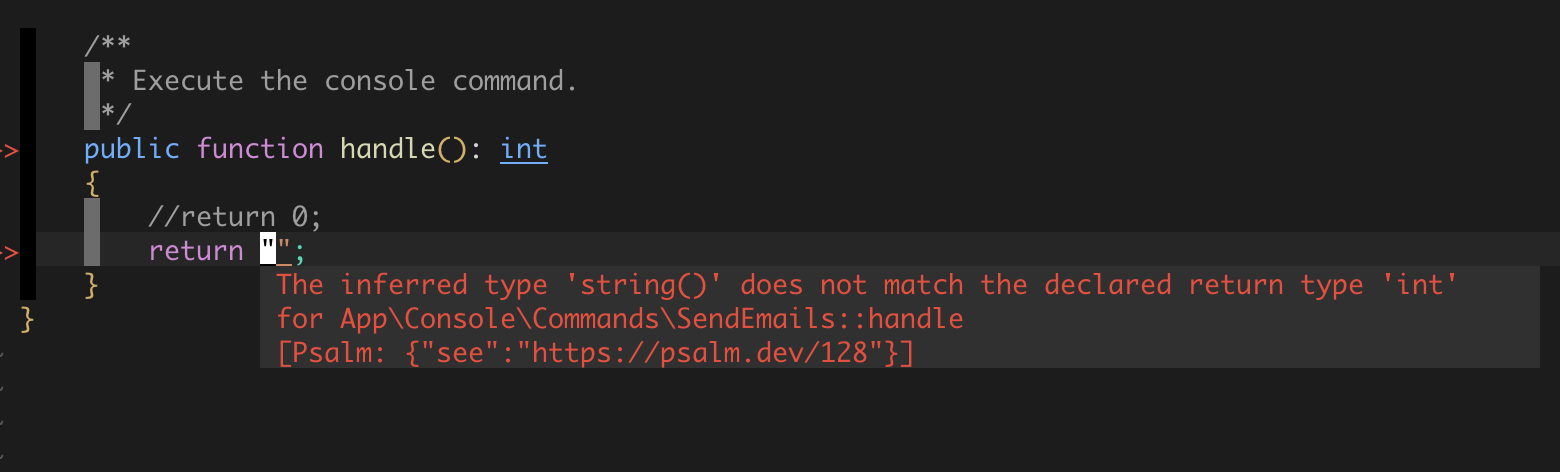 /**
* Execute the console command.
*/
>> public function handle(): int
{
//return 0;
>> return "";
The inferred type 'string()' does not match the declared return type 'int'
} for App\Console\Commands\SendEmails::handle
} [Psalm: {"see":"https://psalm.dev/128"}]